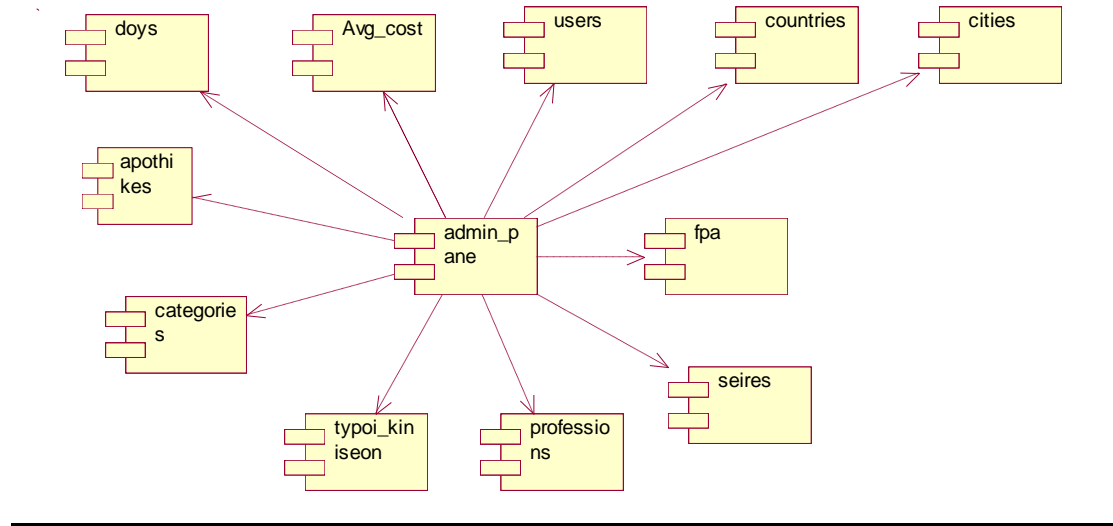 doys
Avg_cost
users
countries
cities
apothi
kes
admin_p
ane
fpa
categorie
s
seires
typoi_kin
iseon
professio
ns